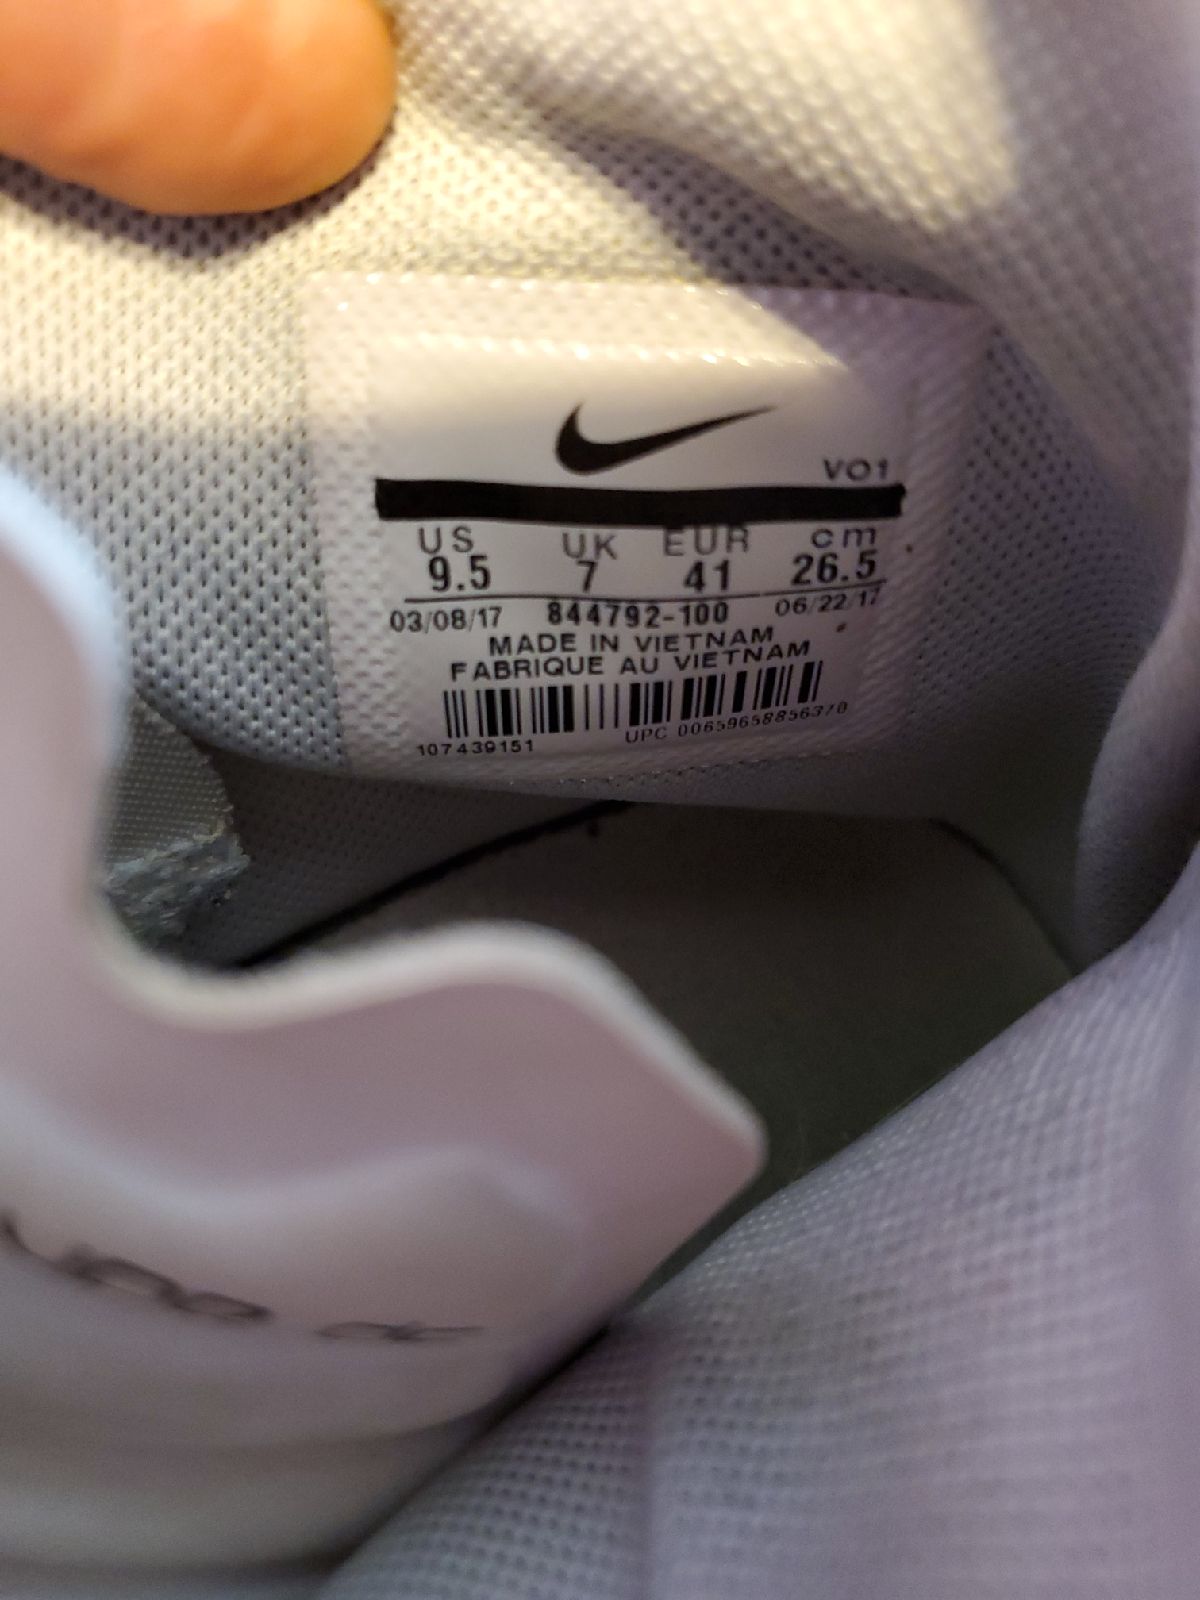 VO1
US UK EUR cm
9.5 7 41 26.5
03/08/17 844792-100 06/22/17
MADE IN VIETNAM
FABRIQUE AU VIETNAM
107439151 UPC 00659658856370